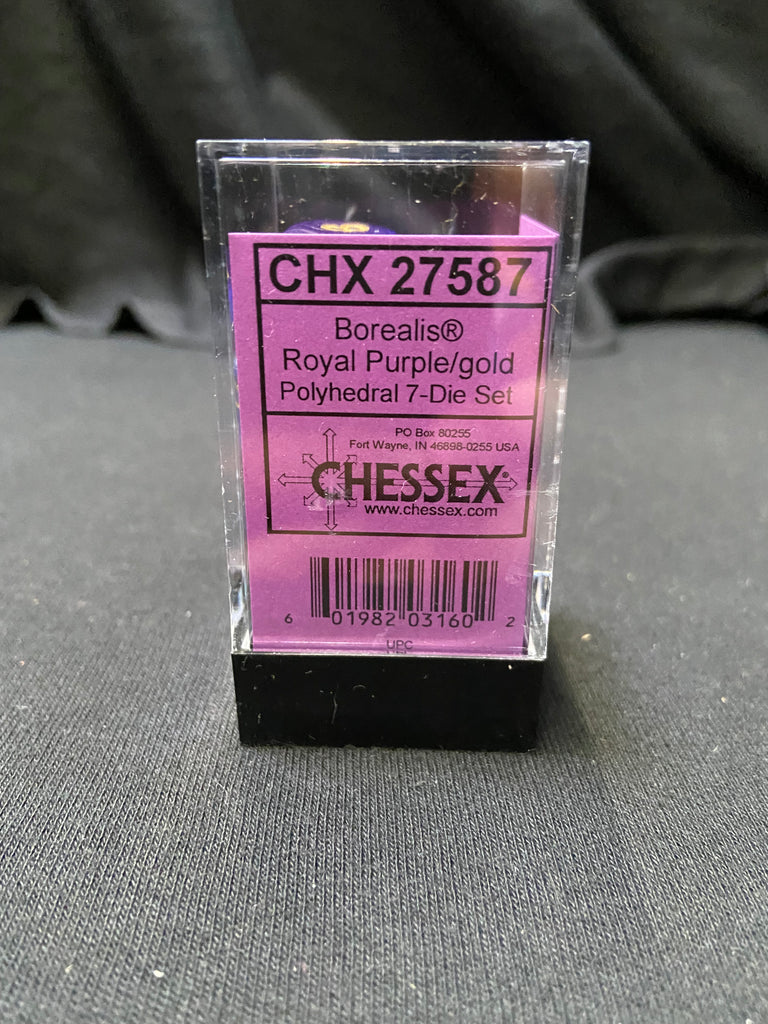 CHX 27587
Borealis®
Royal Purple/gold
Polyhedral 7-Die Set
PO Box 80255
Fort Wayne, IN 46898-0255 USA
CHESSEX®
www.chessex.com
6 01982 03160 2
UPC